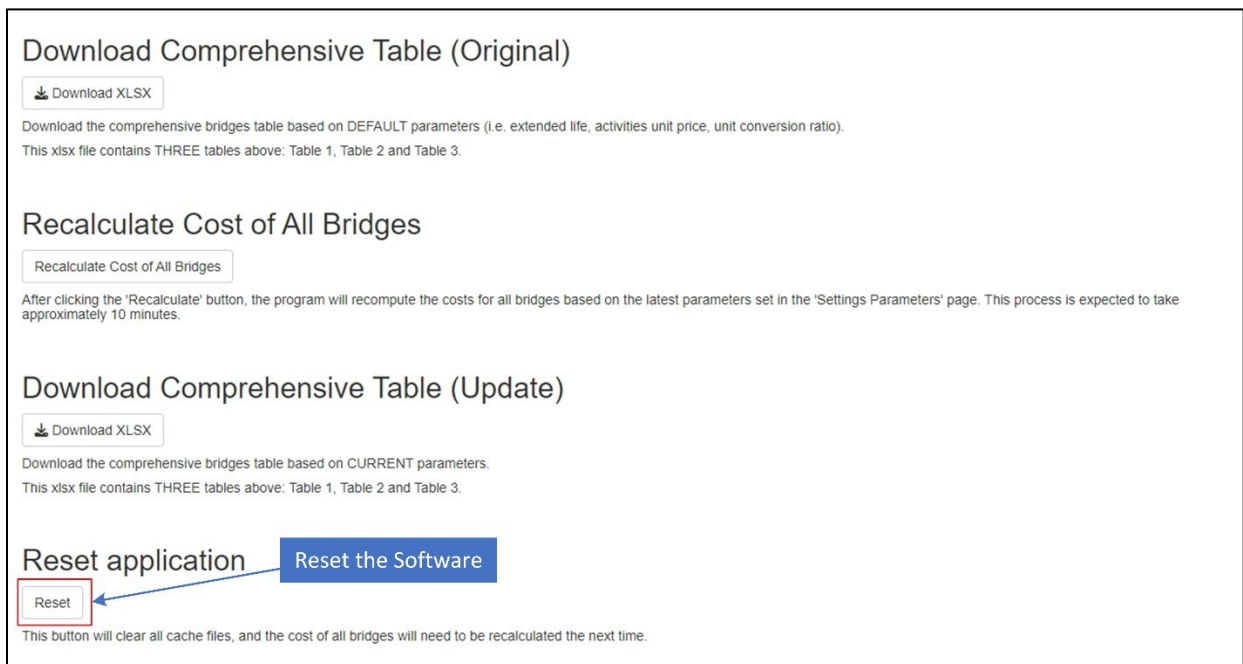 Download Comprehensive Table (Original)
Download XLSX
Download the comprehensive bridges table based on DEFAULT parameters (i.e. extended life, activities unit price, unit conversion ratio).
This xlsx file contains THREE tables above: Table 1, Table 2 and Table 3.
Recalculate Cost of All Bridges
Recalculate Cost of All Bridges
After clicking the 'Recalculate' button, the program will recompute the costs for all bridges based on the latest parameters set in the 'Settings Parameters' page. This process is expected to take
approximately 10 minutes.
Download Comprehensive Table (Update)
Download XLSX
Download the comprehensive bridges table based on CURRENT parameters.
This xlsx file contains THREE tables above: Table 1, Table 2 and Table 3.
Reset application
Reset the Software
Reset
This button will clear all cache files, and the cost of all bridges will need to be recalculated the next time.